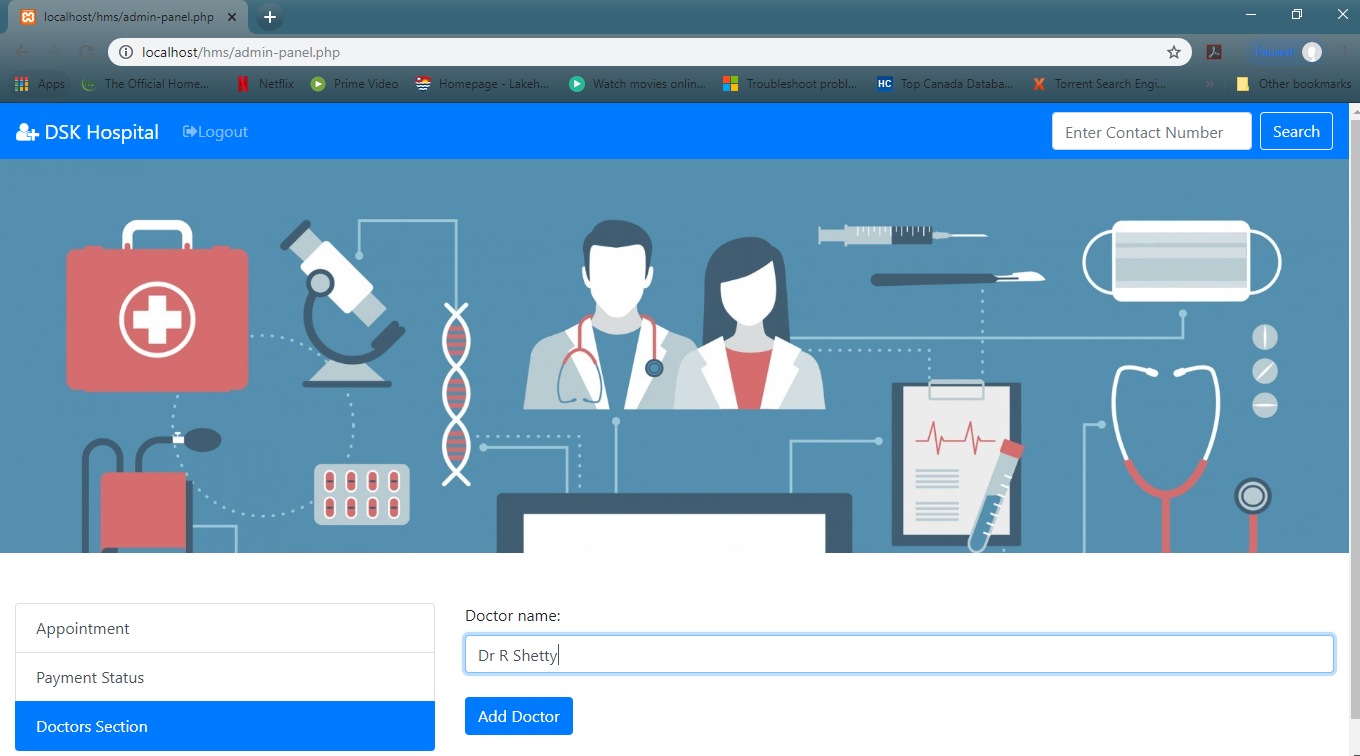 localhost/hms/admin-panel.php
localhost/hms/admin-panel.php
Paused
Apps
The Official Home...
Netflix
Prime Video
Homepage - Lakeh...
Watch movies onlin...
Troubleshoot probl...
HC Top Canada Databa...
Torrent Search Engi...
»
Other bookmarks
DSK Hospital
Logout
Enter Contact Number
Search
Appointment
Payment Status
Doctors Section
Doctor name:
Dr R Shetty
Add Doctor